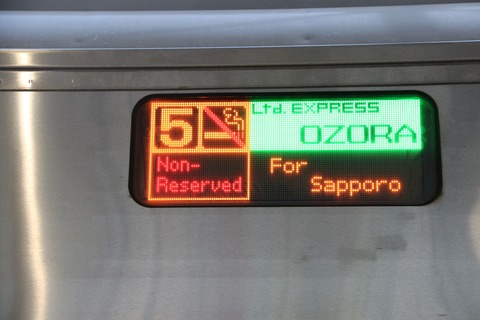 5
Ltd. EXPRESS
OZORA
Non-
Reserved
For
Sapporo